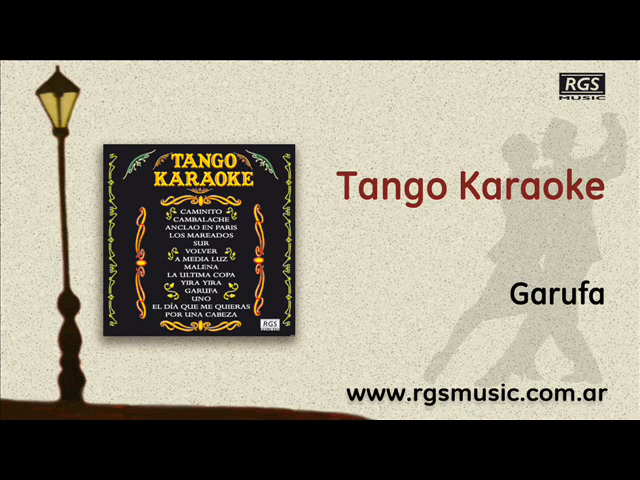 RGS
MUSIC
TANGO
KARAOKE
CAMINITO
CAMBALACHE
ANCLAO EN PARIS
LOS MAREADOS
SUR
VOLVER
A MEDIA LUZ
MALENA
LA ULTIMA COPA
YIRA YIRA
GARUFA
UNO
EL DÍA QUE ME QUIERAS
POR UNA CABEZA
RGS
Tango Karaoke
Garufa
www.rgsmusic.com.ar